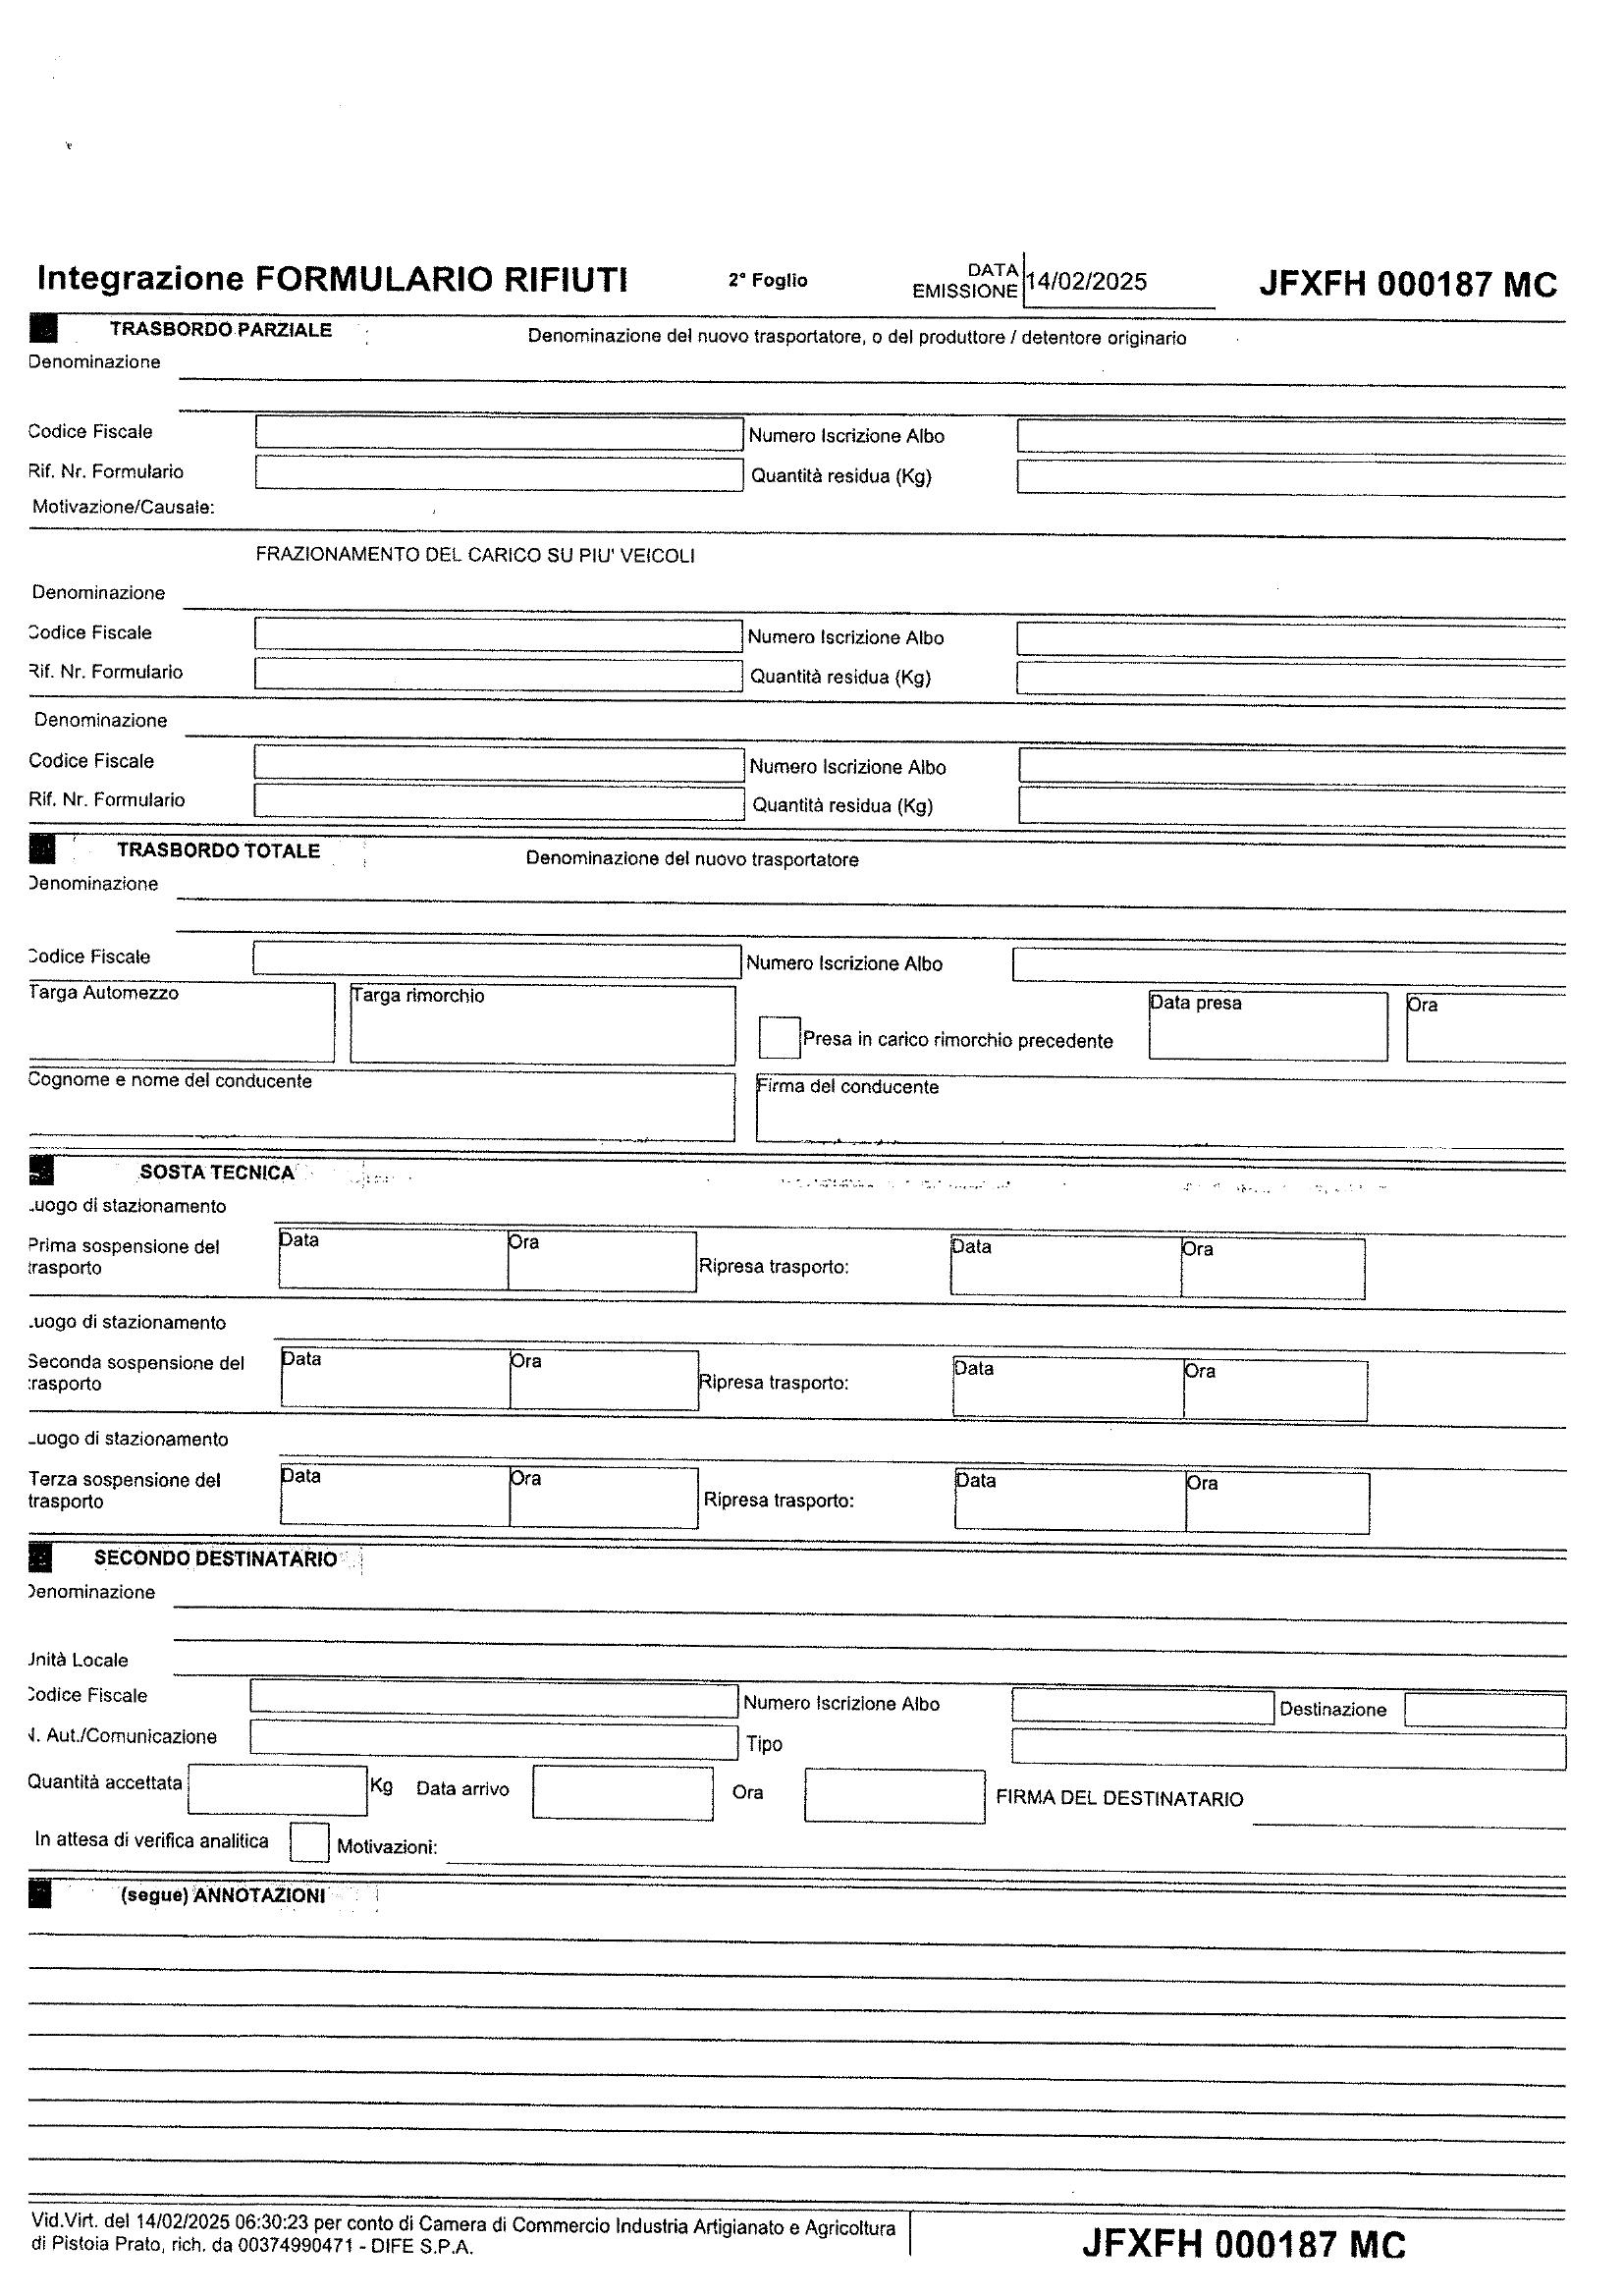 Integrazione FORMULARIO RIFIUTI 2° Foglio DATA EMISSIONE 14/02/2025 JFXFH 000187 MC
TRASBORDO PARZIALE Denominazione del nuovo trasportatore, o del produttore / detentore originario
Denominazione
Codice Fiscale Numero Iscrizione Albo
Rif. Nr. Formulario Quantità residua (Kg)
Motivazione/Causale:
FRAZIONAMENTO DEL CARICO SU PIU' VEICOLI
Denominazione
Codice Fiscale Numero Iscrizione Albo
Rif. Nr. Formulario Quantità residua (Kg)
Denominazione
Codice Fiscale Numero Iscrizione Albo
Rif. Nr. Formulario Quantità residua (Kg)
TRASBORDO TOTALE Denominazione del nuovo trasportatore
Denominazione
Codice Fiscale Numero Iscrizione Albo
Targa Automezzo Targa rimorchio Presa in carico rimorchio precedente Data presa Ora
Cognome e nome del conducente Firma del conducente
SOSTA TECNICA
Luogo di stazionamento
Prima sospensione del Data Ora Ripresa trasporto: Data Ora
trasporto
Luogo di stazionamento
Seconda sospensione del Data Ora Ripresa trasporto: Data Ora
trasporto
Luogo di stazionamento
Terza sospensione del Data Ora Ripresa trasporto: Data Ora
trasporto
SECONDO DESTINATARIO
Denominazione
Unità Locale
Codice Fiscale Numero Iscrizione Albo Destinazione
N. Aut./Comunicazione Tipo
Quantità accettata Kg Data arrivo Ora FIRMA DEL DESTINATARIO
In attesa di verifica analitica Motivazioni:
(segue) ANNOTAZIONI
Vid.Virt. del 14/02/2025 06:30:23 per conto di Camera di Commercio Industria Artigianato e Agricoltura
di Pistoia Prato, rich. da 00374990471 - DIFE S.P.A.
JFXFH 000187 MC